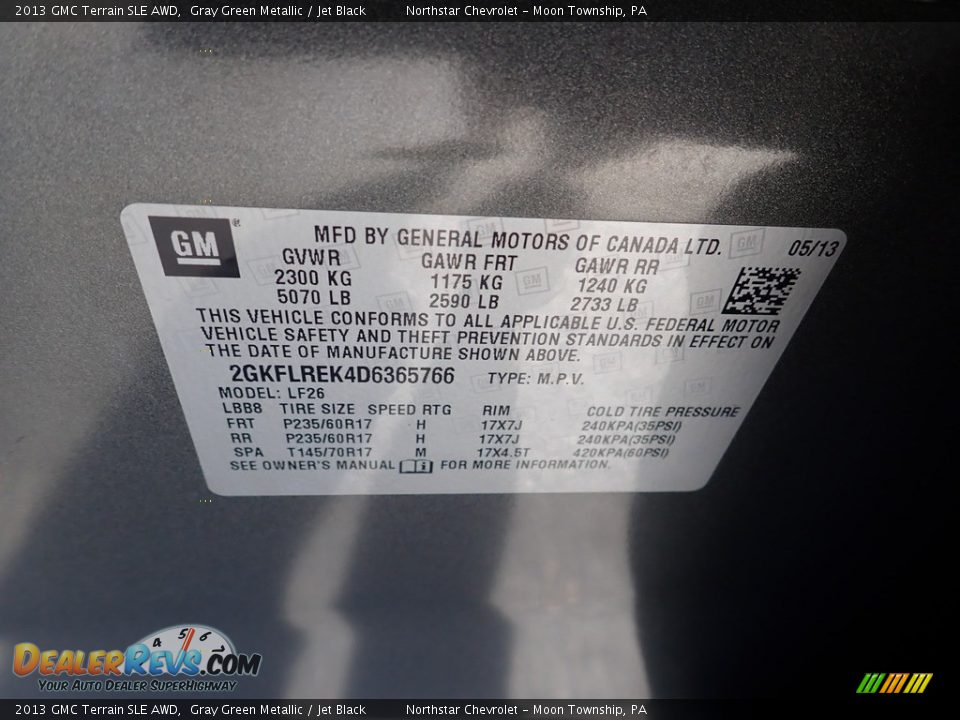 2013 GMC Terrain SLE AWD, Gray Green Metallic / Jet Black Northstar Chevrolet - Moon Township, PA
GM ® MFD BY GENERAL MOTORS OF CANADA LTD. 05/13
GVWR GAWR FRT GAWR RR
2300 KG 1175 KG 1240 KG
5070 LB 2590 LB 2733 LB
THIS VEHICLE CONFORMS TO ALL APPLICABLE U.S. FEDERAL MOTOR
VEHICLE SAFETY AND THEFT PREVENTION STANDARDS IN EFFECT ON
THE DATE OF MANUFACTURE SHOWN ABOVE.
2GKFLREK4D6365766 TYPE: M.P.V.
MODEL: LF26
LBB8 TIRE SIZE SPEED RTG RIM COLD TIRE PRESSURE
FRT P235/60R17 H 17X7J 240KPA(35PSI)
RR P235/60R17 H 17X7J 240KPA(35PSI)
SPA T145/70R17 M 17X4.5T 420KPA(60PSI)
SEE OWNER'S MANUAL i FOR MORE INFORMATION.
4 5 6
DEALERREVS.COM
YOUR AUTO DEALER SUPERHIGHWAY
2013 GMC Terrain SLE AWD, Gray Green Metallic / Jet Black Northstar Chevrolet - Moon Township, PA